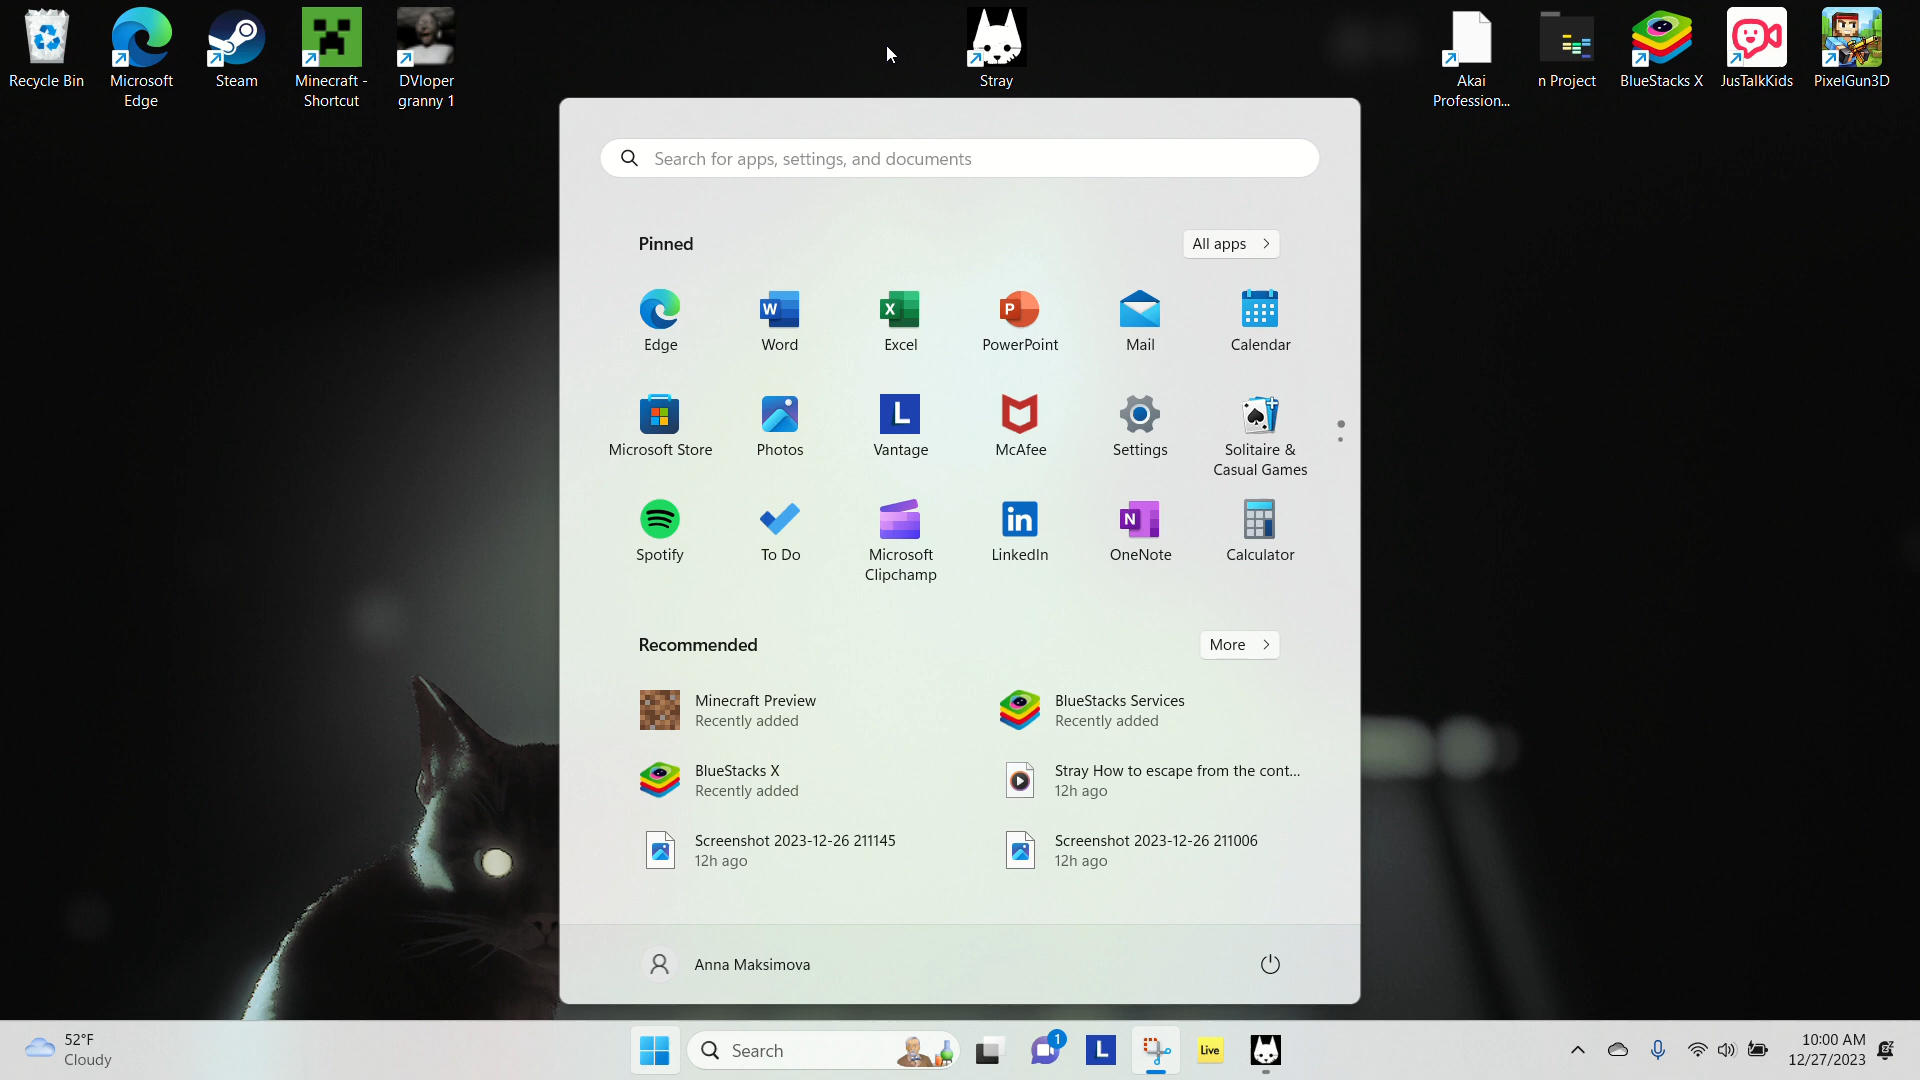 Recycle Bin
Microsoft
Edge
Steam
Minecraft -
Shortcut
DVloper
granny 1
Stray
Akai
Profession...
n Project
BlueStacks X
JusTalkKids
PixelGun3D
Search for apps, settings, and documents
Pinned
All apps
Edge
Word
Excel
PowerPoint
Mail
Calendar
Microsoft Store
Photos
Vantage
McAfee
Settings
Solitaire &
Casual Games
Spotify
To Do
Microsoft
Clipchamp
LinkedIn
OneNote
Calculator
Recommended
More
Minecraft Preview
Recently added
BlueStacks Services
Recently added
BlueStacks X
Recently added
Stray How to escape from the cont...
12h ago
Screenshot 2023-12-26 211145
12h ago
Screenshot 2023-12-26 211006
12h ago
Anna Maksimova
52°F
Cloudy
Search
1
L
Live
10:00 AM
12/27/2023